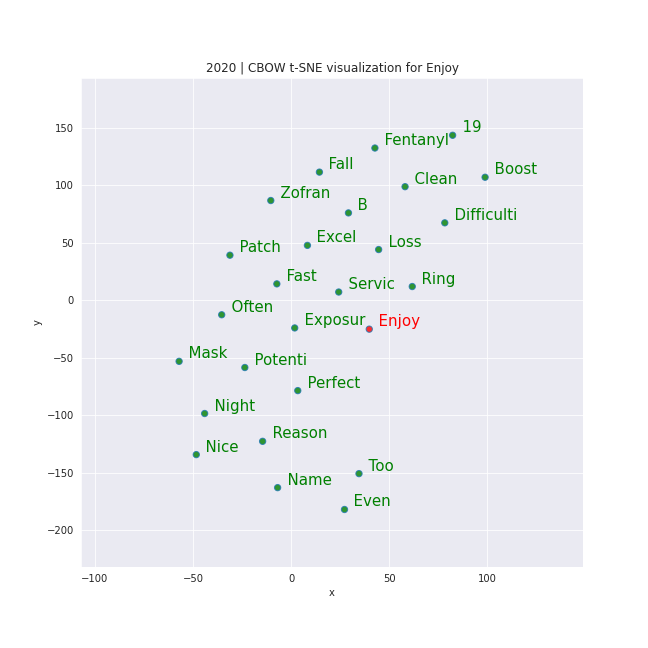 2020 | CBOW t-SNE visualization for Enjoy
150
100
50
0
−50
−100
−150
−200
y
19
Fentanyl
Fall
Boost
Clean
Zofran
B
Difficulti
Excel
Loss
Patch
Fast
Ring
Servic
Often
Exposur
Enjoy
Mask
Potenti
Perfect
Night
Reason
Nice
Too
Name
Even
−100
−50
0
50
100
x